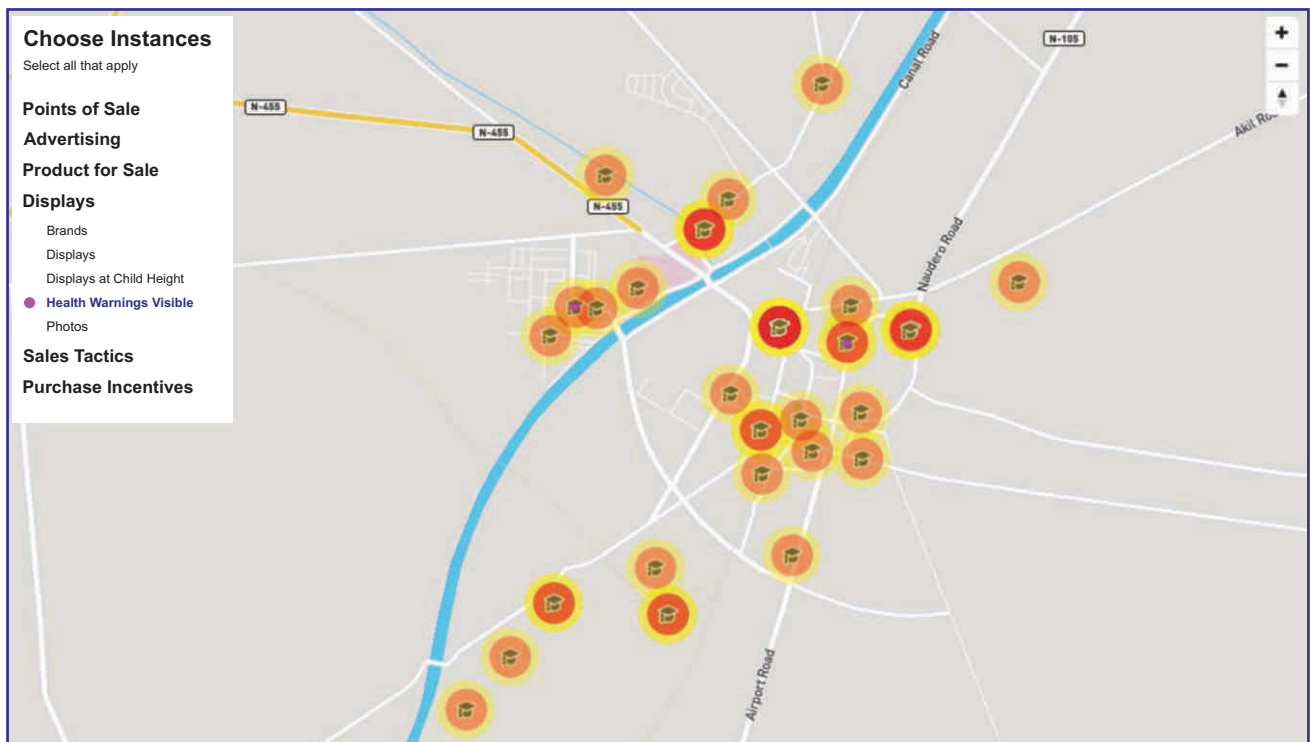 Choose Instances
Select all that apply
Points of Sale
Advertising
Product for Sale
Displays
Brands
Displays
Displays at Child Height
Health Warnings Visible
Photos
Sales Tactics
Purchase Incentives
N-455
N-455
N-455
N-105
Canal Road
Akil
Naudero Road
Airport Road
+
−